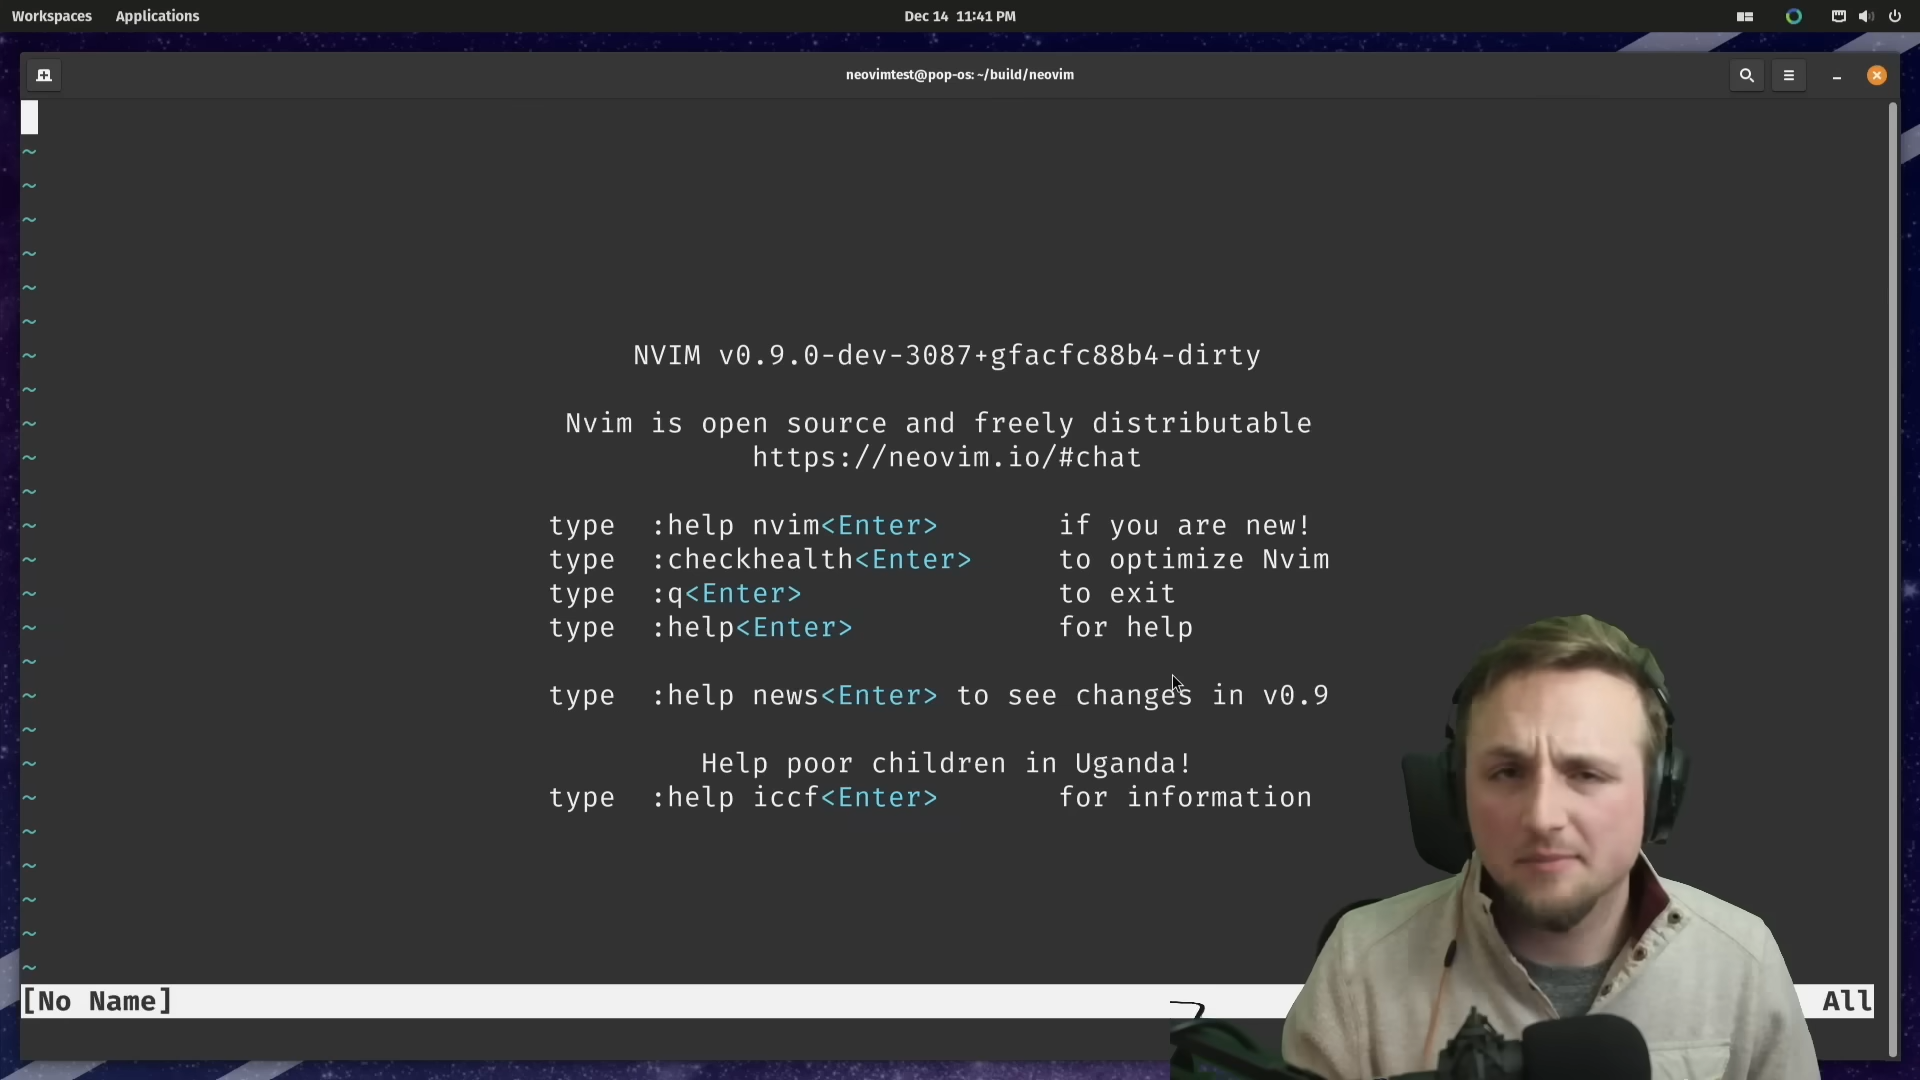 Workspaces Applications Dec 14 11:41 PM
neovimtest@pop-os: ~/build/neovim
~
~
~
~
~
~
NVIM v0.9.0-dev-3087+gfacfc88b4-dirty
~
~
Nvim is open source and freely distributable
~
https://neovim.io/#chat
~
~
type :help nvim<Enter> if you are new!
~
type :checkhealth<Enter> to optimize Nvim
~
type :q<Enter> to exit
~
type :help<Enter> for help
~
~
type :help news<Enter> to see changes in v0.9
~
~
Help poor children in Uganda!
~
type :help iccf<Enter> for information
~
~
~
~
~
[No Name] All